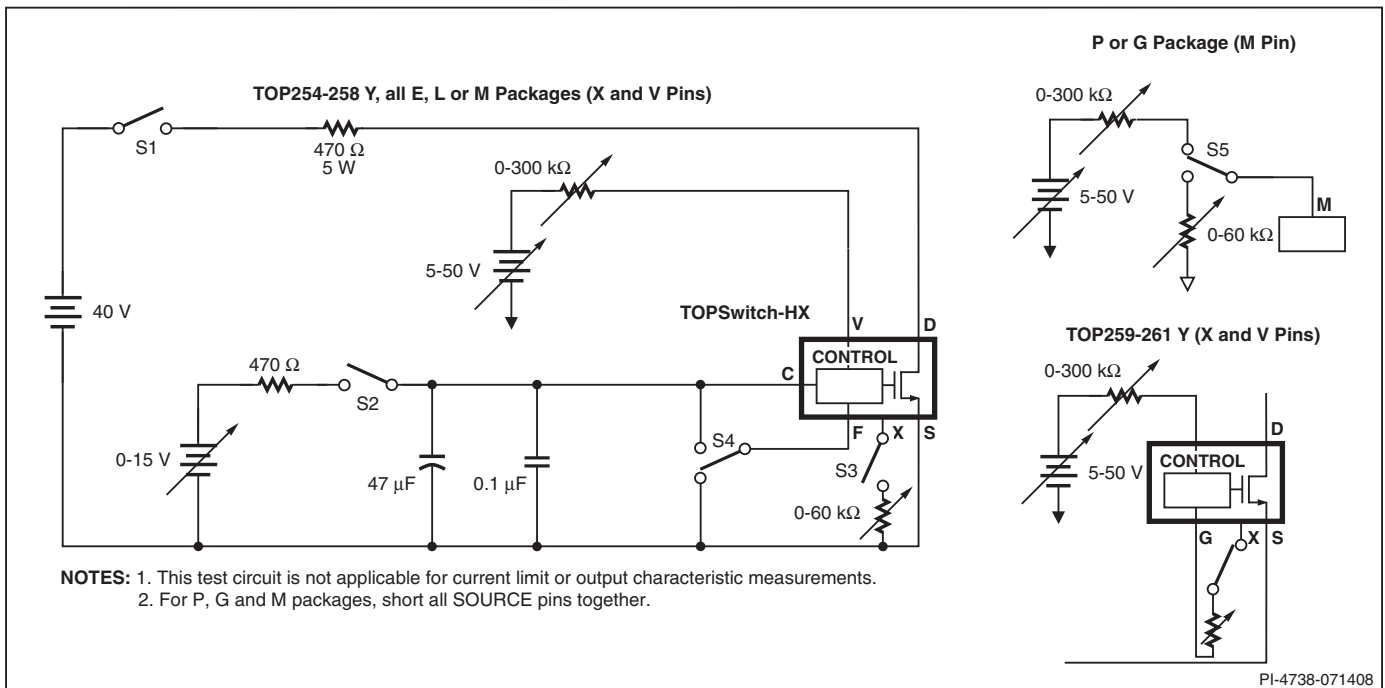 P or G Package (M Pin)
TOP254-258 Y, all E, L or M Packages (X and V Pins)
0-300 kΩ
S1
470 Ω
5 W
S5
0-300 kΩ
5-50 V
M
0-60 kΩ
5-50 V
40 V
TOPSwitch-HX
V
D
TOP259-261 Y (X and V Pins)
CONTROL
C
470 Ω
S2
0-300 kΩ
F
X
S
D
S4
S3
0-15 V
47 μF
0.1 μF
0-60 kΩ
5-50 V
CONTROL
G
X
S
NOTES: 1. This test circuit is not applicable for current limit or output characteristic measurements.
2. For P, G and M packages, short all SOURCE pins together.
PI-4738-071408